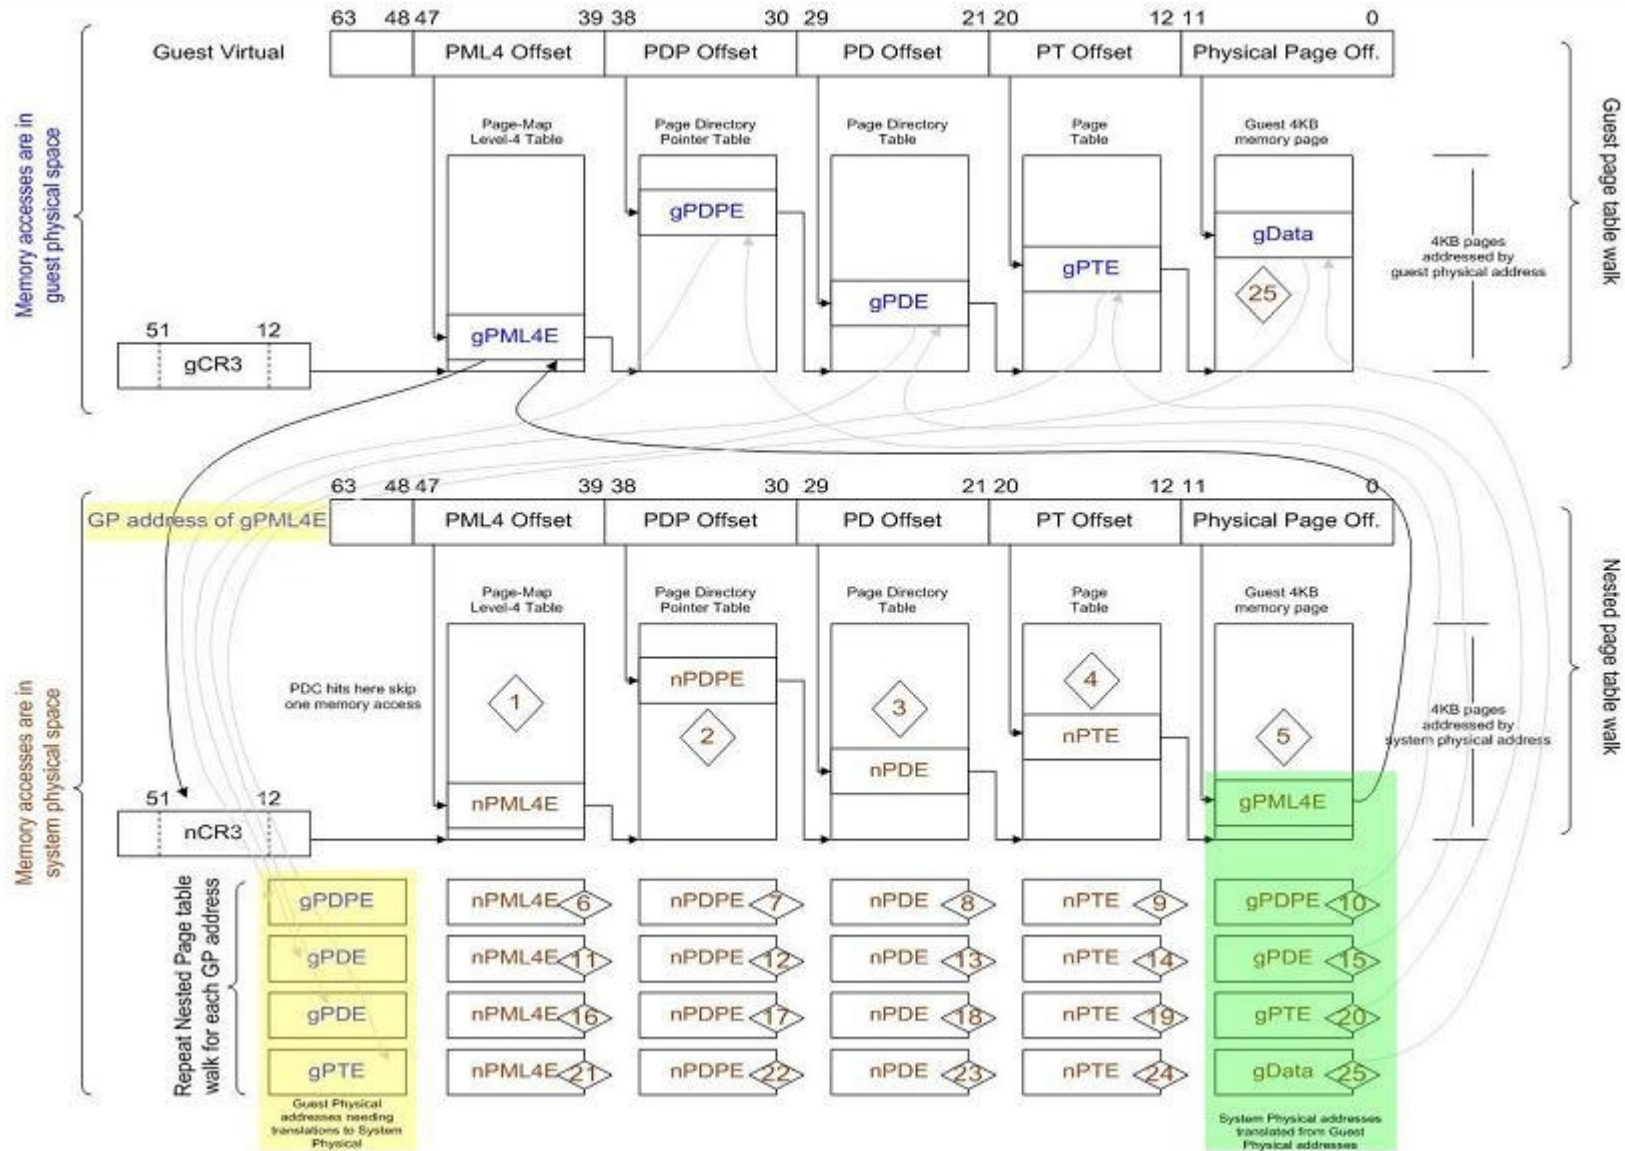 63 48 47 39 38 30 29 21 20 12 11 0
Guest Virtual PML4 Offset PDP Offset PD Offset PT Offset Physical Page Off.
Memory accesses are in
guest physical space
Page-Map
Level-4 Table
Page Directory
Pointer Table
Page Directory
Table
Page
Table
Guest 4KB
memory page
gPML4E
gPDPE
gPDE
gPTE
gData
25
51 12
gCR3
4KB pages
addressed by
guest physical address
Guest page table walk
63 48 47 39 38 30 29 21 20 12 11 0
GP address of gPML4E PML4 Offset PDP Offset PD Offset PT Offset Physical Page Off.
Memory accesses are in
system physical space
Page-Map
Level-4 Table
Page Directory
Pointer Table
Page Directory
Table
Page
Table
Guest 4KB
memory page
PDC hits here skip
one memory access
1
nPML4E
nPDPE
2
3
nPDE
4
nPTE
5
gPML4E
51 12
nCR3
4KB pages
addressed by
system physical address
Nested page table walk
Repeat Nested Page table
walk for each GP address
gPDPE nPML4E 6 nPDPE 7 nPDE 8 nPTE 9 gPDPE 10
gPDE nPML4E 11 nPDPE 12 nPDE 13 nPTE 14 gPDE 15
gPDE nPML4E 16 nPDPE 17 nPDE 18 nPTE 19 gPTE 20
gPTE nPML4E 21 nPDPE 22 nPDE 23 nPTE 24 gData 25
Guest Physical
addresses needing
translations to System
Physical
System Physical addresses
translated from Guest
Physical addresses